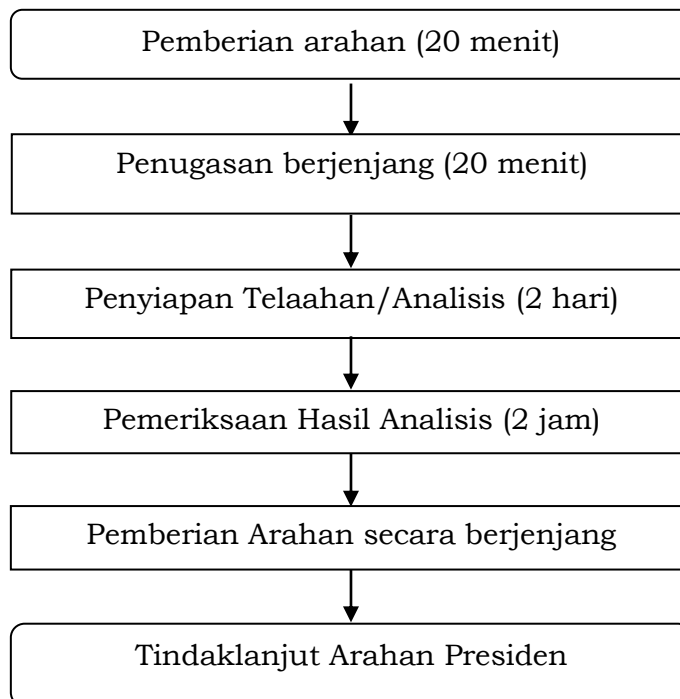 Pemberian arahan (20 menit)
Penugasan berjenjang (20 menit)
Penyiapan Telaahan/Analisis (2 hari)
Pemeriksaan Hasil Analisis (2 jam)
Pemberian Arahan secara berjenjang
Tindaklanjut Arahan Presiden